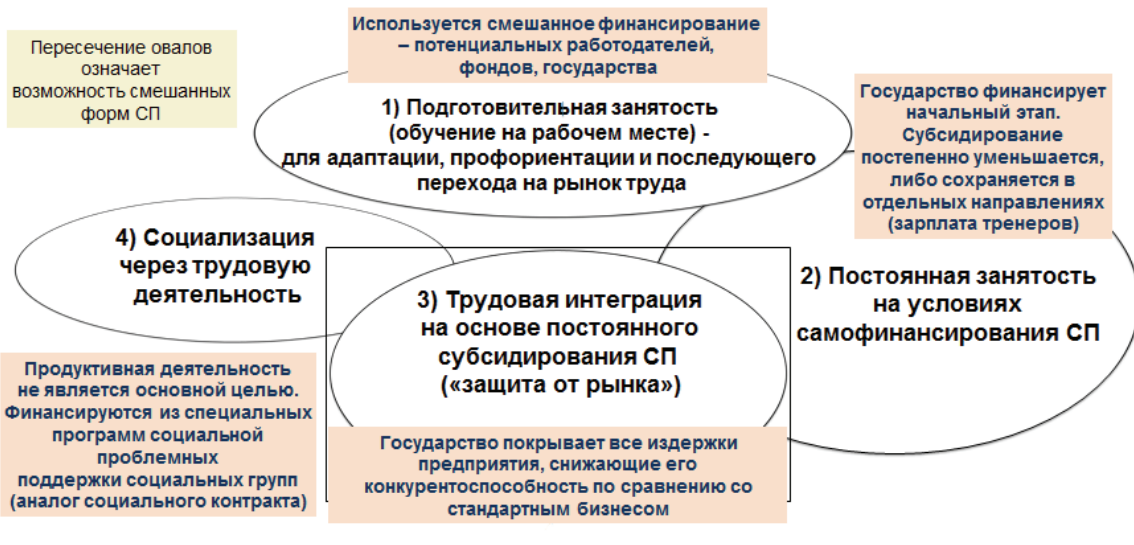 Пересечение овалов
означает
возможность смешанных
форм СП
Используется смешанное финансирование
– потенциальных работодателей,
фондов, государства
1) Подготовительная занятость
(обучение на рабочем месте) -
для адаптации, профориентации и последующего
перехода на рынок труда
Государство финансирует
начальный этап.
Субсидирование
постепенно уменьшается,
либо сохраняется в
отдельных направлениях
(зарплата тренеров)
4) Социализация
через трудовую
деятельность
3) Трудовая интеграция
на основе постоянного
субсидирования СП
(«защита от рынка»)
2) Постоянная занятость
на условиях
самофинансирования СП
Продуктивная деятельность
не является основной целью.
Финансируются из специальных
программ социальной
проблемных
поддержки социальных групп
(аналог социального контракта)
Государство покрывает все издержки
предприятия, снижающие его
конкурентоспособность по сравнению со
стандартным бизнесом